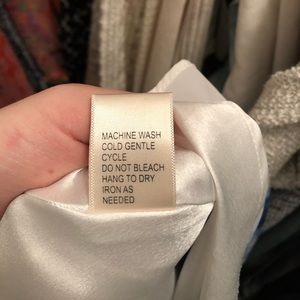 MACHINE WASH
COLD GENTLE
CYCLE
DO NOT BLEACH
HANG TO DRY
IRON AS
NEEDED